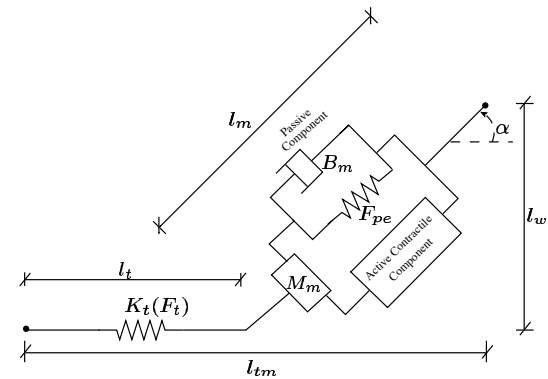 l_m
Passive
Component
B_m
α
F_pe
l_w
Active Contractile
Component
M_m
l_t
K_t(F_t)
l_tm